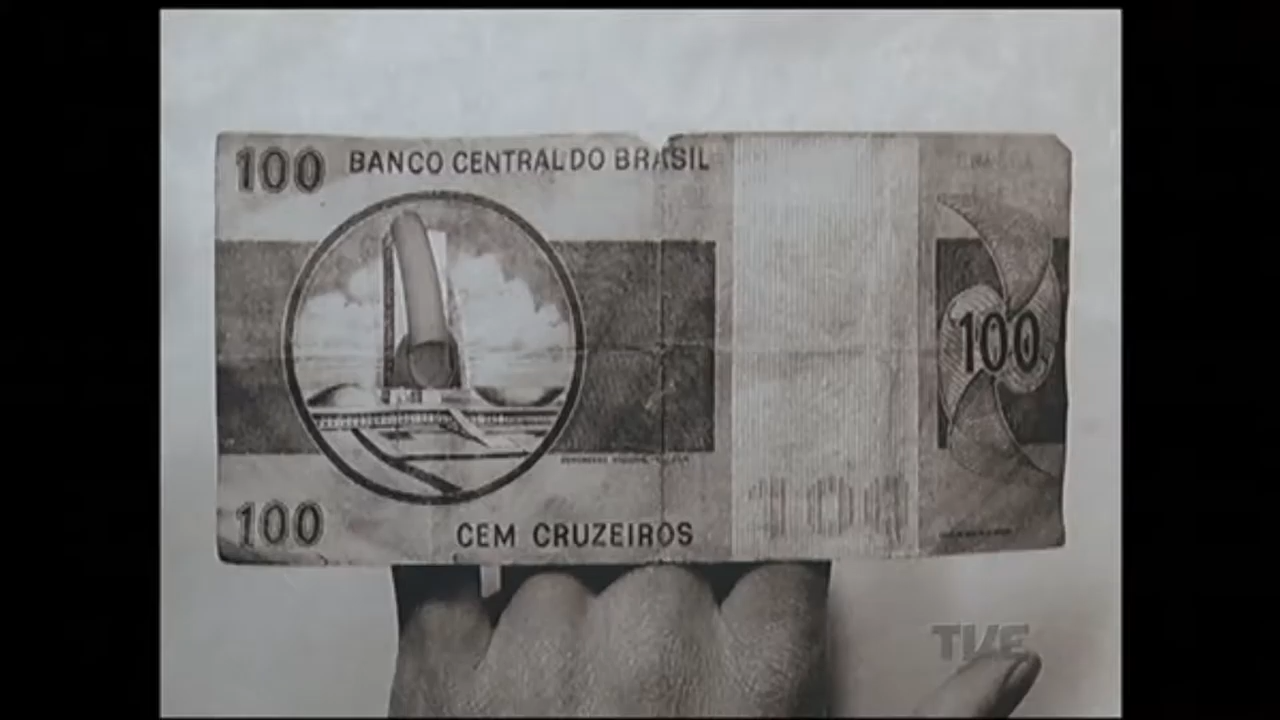 100 BANCO CENTRAL DO BRASIL
100
100 CEM CRUZEIROS
TVE